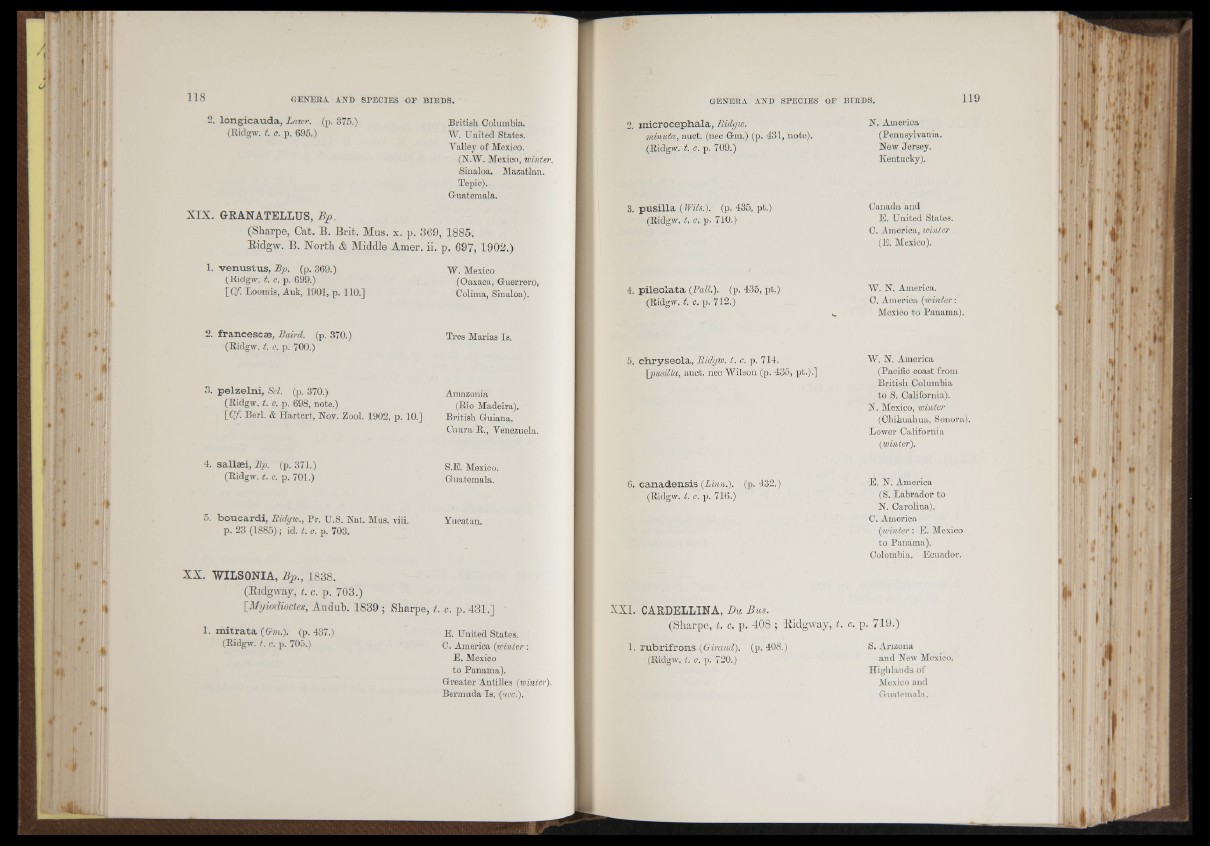 118 GENERA AND SPECIES OF BIRDS.
2. longicauda, Lawr. (p. 375.) British Columbia.
(Ridgw. t. c. p. 695.) W. United States.
Valley of Mexico.
(N.W. Mexico, winter.
Sinaloa. Mazatlan.
Tepic).
Guatemala.
XIX. GRANATELLUS, Bp.
(Sharpe, Cat. B. Brit. Mus. x. p. 369, 1885.
Ridgw. B. North & Middle Amer. ii. p. 697, 1902.)
1. venustus, Bp. (p. 369.) W. Mexico
(Ridgw. t. c. p. 699.) (Oaxaca, Guerrero,
[Cf. Loomis, Auk, 1901, p. 110.] Colima, Sinaloa).
2. francescæ, Baird. (p. 370.) Tres Marias Is.
(Ridgw. t. c. p. 700.)
3. pelzelni, Scl. (p. 370.) Amazonia
(Ridgw. t. c. p. 698, note.) (Rio Madeira).
[Cf. Berl. & Hartert, Nov. Zool. 1902, p. 10.] British Guiana.
Caura R., Venezuela.
4. sallæi, Bp. (p. 371.) S.E. Mexico.
(Ridgw. t. c. p. 701.) Guatemala.
5. boucardi, Ridgw., Pr. U.S. Nat. Mus. viii. Yucatan.
p. 23 (1885); id. t. c. p. 703.
XX. WILSONIA, Bp., 1838.
(Ridgway, t. c. p. 703.)
[Myiodioctes, Audub. 1839; Sharpe, t. c. p. 431.]
1. mitrata (Gm.). (p. 437.) E. United States.
(Ridgw. t. c. p. 705.) C. America (winter:
E. Mexico
to Panama).
Greater Antilles (winter).
Bermuda Is. (acc.).
GENERA AND SPECIES OF BIRDS. 119
2. microcephala, Ridgw. N. America
minuta, auct. (nec Gm.) (p. 431, note). (Pennsylvania.
(Ridgw. t. c. p. 709.) New Jersey.
Kentucky).
3. pusilla (Wils.). (p. 435, pt.) Canada and
(Ridgw. t. c. p. 710.) E. United States.
C. America, winter
(E. Mexico).
4. pileolata (Pall.). (p. 435, pt.) W. N. America.
(Ridgw. t. c. p. 712.) C. America (winter:
Mexico to Panama).
5. chryseola, Ridgw. t. c. p. 714. W. N. America
[pusilla, auct. nec Wilson (p. 435, pt.).] (Pacific coast from
British Columbia
to S. California).
N. Mexico, winter
(Chihuahua, Sonora).
Lower California
(winter).
6. canadensis (Linn.). (p. 432.) E. N. America
(Ridgw. t. c. p. 716.) (S. Labrador to
N. Carolina).
C. America
(winter: E. Mexico
to Panama).
Colombia. Ecuador.
XXI. CARDELLINA, Du Bus.
(Sharpe, t. c. p. 408; Ridgway, t. c. p. 719.)
1. rubrifrons (Giraud). (p. 408.) S. Arizona
(Ridgw. t. c. p. 720.) and New Mexico.
Highlands of
Mexico and
Guatemala.